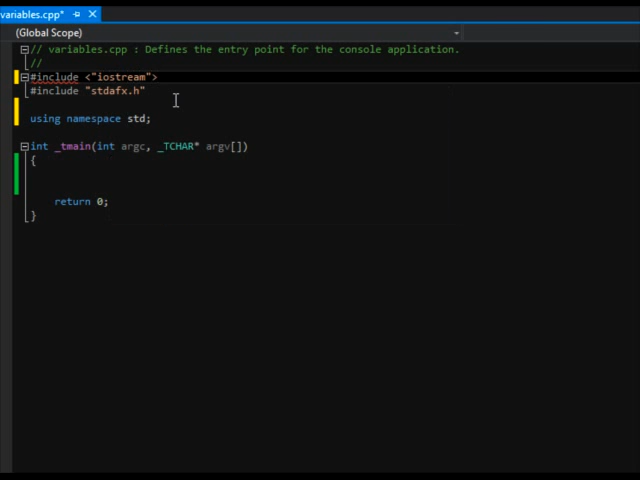 variables.cpp*
(Global Scope)
// variables.cpp : Defines the entry point for the console application.
//
#include <"iostream">
#include "stdafx.h"
using namespace std;
int _tmain(int argc, _TCHAR* argv[])
{
return 0;
}